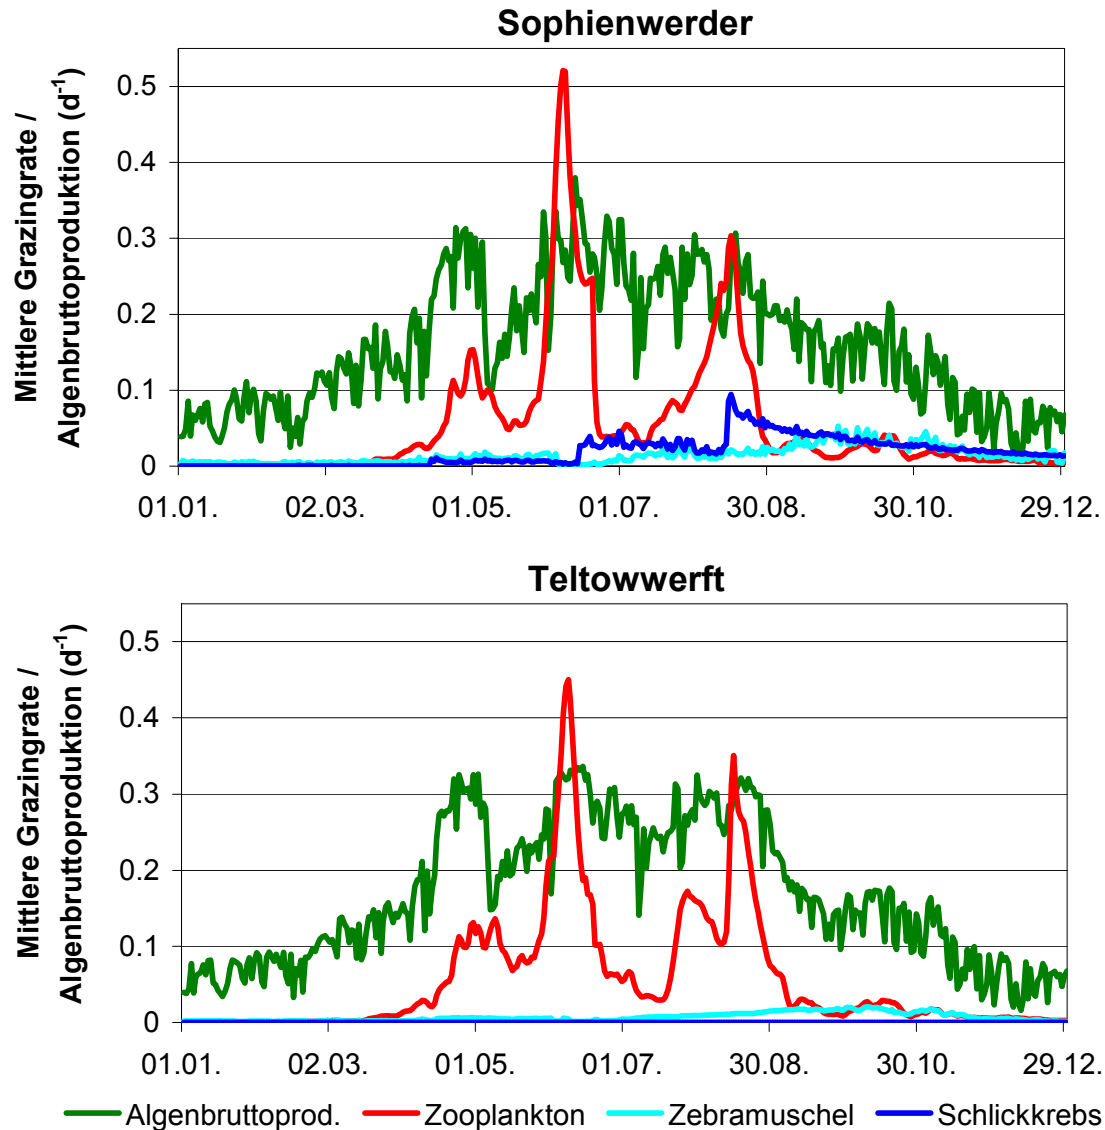 Sophienwerder
Mittlere Grazingrate /
Algenbruttoproduktion (d⁻¹)
0.5
0.4
0.3
0.2
0.1
0
01.01. 02.03. 01.05. 01.07. 30.08. 30.10. 29.12.
Teltowwerft
Mittlere Grazingrate /
Algenbruttoproduktion (d⁻¹)
0.5
0.4
0.3
0.2
0.1
0
01.01. 02.03. 01.05. 01.07. 30.08. 30.10. 29.12.
Algenbruttoprod. Zooplankton Zebramuschel Schlickkrebs